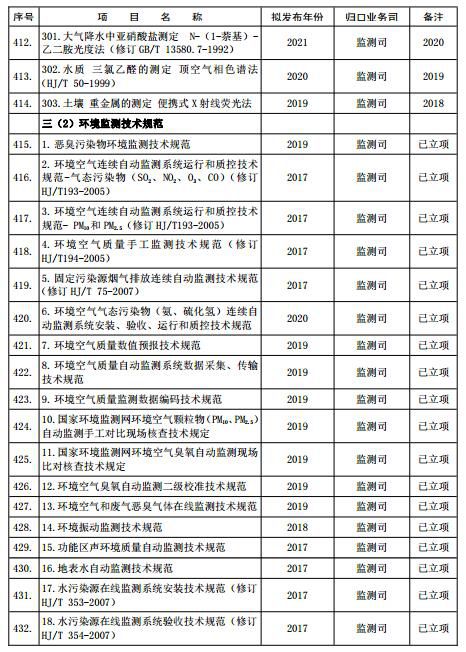 序号 项 目 名 称 拟发布年份 归口业务司 备注
412. 301.大气降水中亚硝酸盐测定 N-（1-萘基）-
乙二胺光度法（修订 GB/T 13580.7-1992） 2021 监测司 2020
413. 302.水质 三氯乙醛的测定 顶空气相色谱法
（HJ/T 50-1999） 2020 监测司 2019
414. 303.土壤 重金属的测定 便携式 X 射线荧光法 2019 监测司 2018
三（2）环境监测技术规范
415. 1. 恶臭污染物环境监测技术规范 2019 监测司 已立项
416. 2. 环境空气连续自动监测系统运行和质控技术
规范-气态污染物（SO₂、NO₂、O₃、CO）（修订
HJ/T193-2005） 2017 监测司 已立项
417. 3. 环境空气连续自动监测系统运行和质控技术
规范- PM₁₀和 PM₂.₅（修订 HJ/T193-2005） 2017 监测司 已立项
418. 4. 环境空气质量手工监测技术规范（修订
HJ/T194-2005） 2017 监测司 已立项
419. 5. 固定污染源烟气排放连续自动监测技术规范
（修订 HJ/T 75-2007） 2017 监测司 已立项
420. 6. 环境空气气态污染物（氨、硫化氢）连续自
动监测系统安装、验收、运行和质控技术规范 2020 监测司 已立项
421. 7. 环境空气质量数值预报技术规范 2019 监测司 已立项
422. 8. 环境空气质量自动监测系统数据采集、传输
技术规范 2019 监测司 已立项
423. 9. 环境空气质量监测数据编码技术规范 2019 监测司 已立项
424. 10.国家环境监测网环境空气颗粒物（PM₁₀、PM₂.₅）
自动监测手工对比现场核查技术规定 2019 监测司 已立项
425. 11.国家环境监测网环境空气臭氧自动监测现场
比对核查技术规定 2019 监测司 已立项
426. 12.环境空气臭氧自动监测二级校准技术规范 2019 监测司 已立项
427. 13.环境空气和废气恶臭气体在线监测技术规范 2019 监测司 已立项
428. 14.环境振动监测技术规范 2018 监测司 已立项
429. 15.功能区声环境质量自动监测技术规范 2017 监测司 已立项
430. 16.地表水自动监测技术规范 2017 监测司 已立项
431. 17.水污染源在线监测系统安装技术规范（修订
HJ/T 353-2007） 2017 监测司 已立项
432. 18.水污染源在线监测系统验收技术规范（修订
HJ/T 354-2007） 2017 监测司 已立项